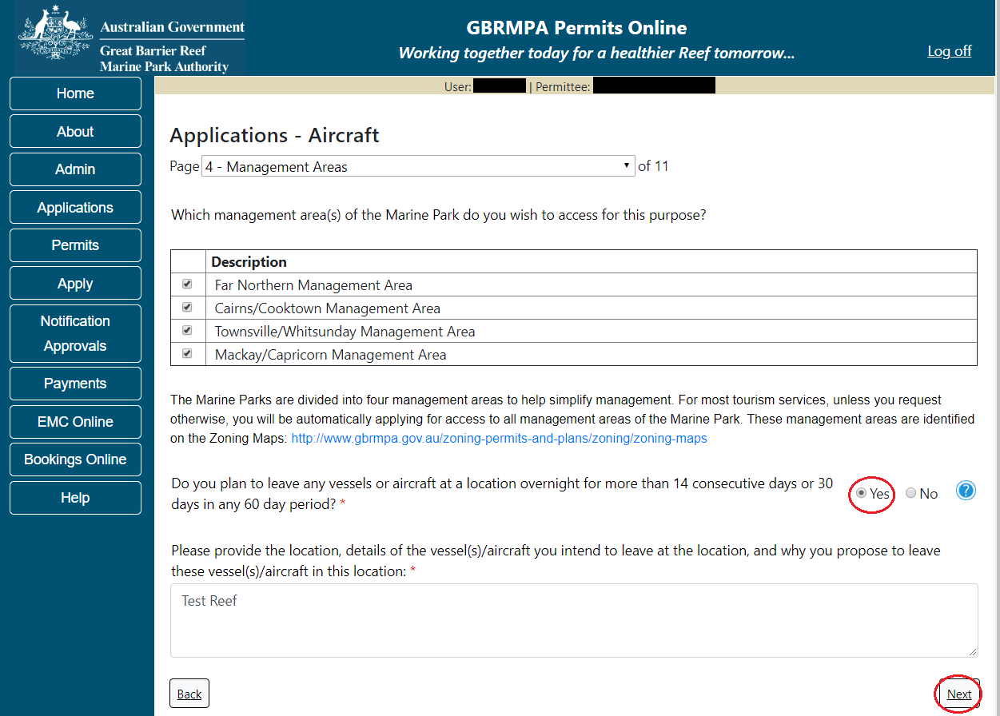 Australian Government
Great Barrier Reef
Marine Park Authority
GBRMPA Permits Online
Working together today for a healthier Reef tomorrow...
Log off
User: | Permittee:
Home
About
Admin
Applications
Permits
Apply
Notification
Approvals
Payments
EMC Online
Bookings Online
Help
Applications - Aircraft
Page 4 - Management Areas of 11
Which management area(s) of the Marine Park do you wish to access for this purpose?
Description
Far Northern Management Area
Cairns/Cooktown Management Area
Townsville/Whitsunday Management Area
Mackay/Capricorn Management Area
The Marine Parks are divided into four management areas to help simplify management. For most tourism services, unless you request
otherwise, you will be automatically applying for access to all management areas of the Marine Park. These management areas are identified
on the Zoning Maps: http://www.gbrmpa.gov.au/zoning-permits-and-plans/zoning/zoning-maps
Do you plan to leave any vessels or aircraft at a location overnight for more than 14 consecutive days or 30
days in any 60 day period? *
Yes No ?
Please provide the location, details of the vessel(s)/aircraft you intend to leave at the location, and why you propose to leave
these vessel(s)/aircraft in this location: *
Test Reef
Back
Next